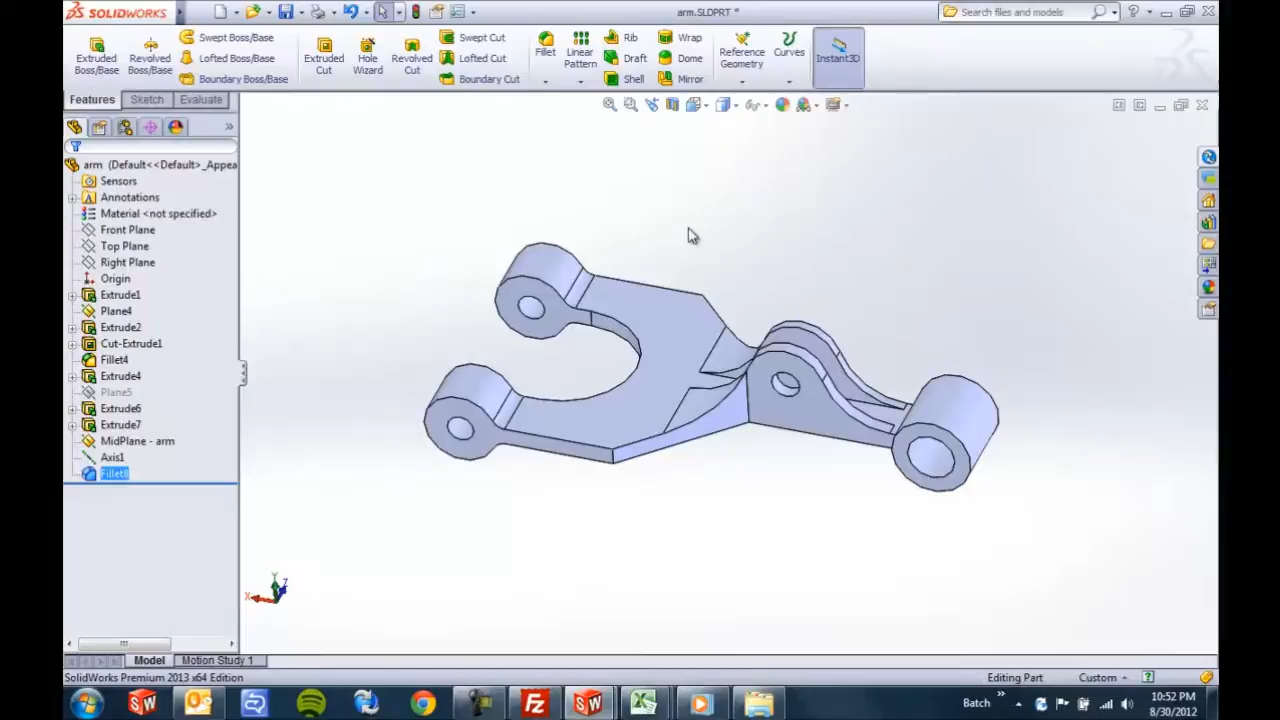 SOLIDWORKS
arm.SLDPRT *
Search files and models
Extruded Boss/Base
Revolved Boss/Base
Swept Boss/Base
Lofted Boss/Base
Boundary Boss/Base
Extruded Cut
Hole Wizard
Revolved Cut
Swept Cut
Lofted Cut
Boundary Cut
Fillet
Linear Pattern
Rib
Draft
Shell
Wrap
Dome
Mirror
Reference Geometry
Curves
Instant3D
Features
Sketch
Evaluate
arm (Default<<Default>_Appea
Sensors
Annotations
Material <not specified>
Front Plane
Top Plane
Right Plane
Origin
Extrude1
Plane4
Extrude2
Cut-Extrude1
Fillet4
Extrude4
Plane5
Extrude6
Extrude7
MidPlane - arm
Axis1
Y
Z
X
Model
Motion Study 1
SolidWorks Premium 2013 x64 Edition
Editing Part
Custom
Batch
10:52 PM
8/30/2012